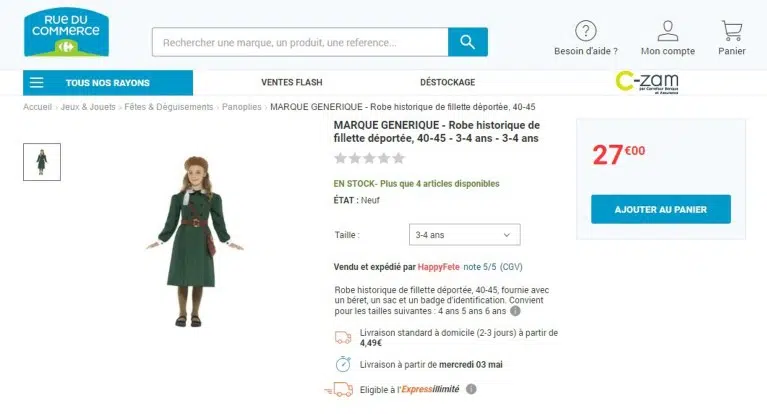 RUE DU
COMMERCE
Rechercher une marque, un produit, une reference...
Besoin d'aide ?
Mon compte
Panier
TOUS NOS RAYONS
VENTES FLASH
DÉSTOCKAGE
C-zam
par Carrefour Banque
et Assurance
Accueil > Jeux & Jouets > Fêtes & Déguisements > Panoplies > MARQUE GENERIQUE - Robe historique de fillette déportée, 40-45
MARQUE GENERIQUE - Robe historique de
fillette déportée, 40-45 - 3-4 ans - 3-4 ans
EN STOCK- Plus que 4 articles disponibles
ÉTAT : Neuf
Taille :
3-4 ans
Vendu et expédié par HappyFete note 5/5 (CGV)
Robe historique de fillette déportée, 40-45, fournie avec
un béret, un sac et un badge d'identification. Convient
pour les tailles suivantes : 4 ans 5 ans 6 ans
Livraison standard à domicile (2-3 jours) à partir de
4,49€
Livraison à partir de mercredi 03 mai
Eligible à l'Expressillimité
27€00
AJOUTER AU PANIER